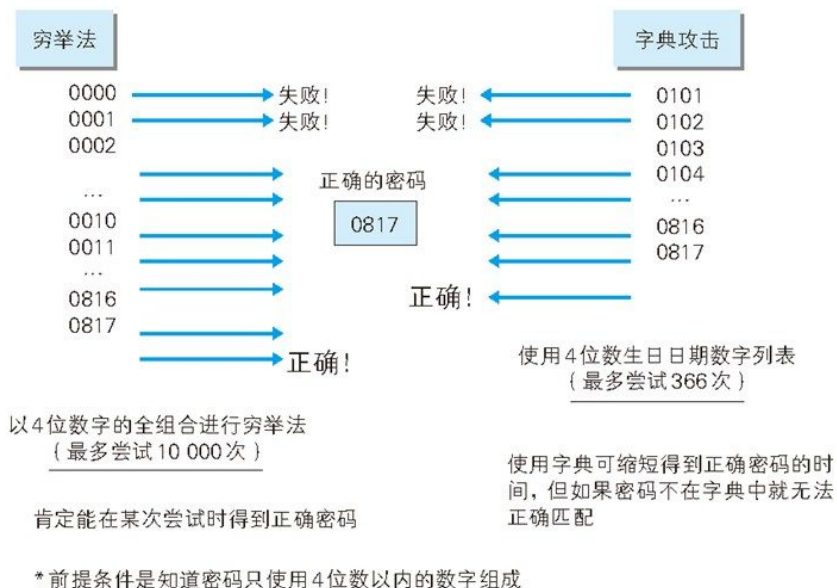 穷举法
0000
失败!
0001
失败!
0002
...
0010
0011
...
0816
0817
正确!
以4位数字的全组合进行穷举法
(最多尝试10 000次)
肯定能在某次尝试时得到正确密码
正确的密码
0817
字典攻击
失败!
0101
失败!
0102
0103
0104
...
0816
0817
正确!
使用4位数生日日期数字列表
(最多尝试366次)
使用字典可缩短得到正确密码的时
间,但如果密码不在字典中就无法
正确匹配
*前提条件是知道密码只使用4位数以内的数字组成